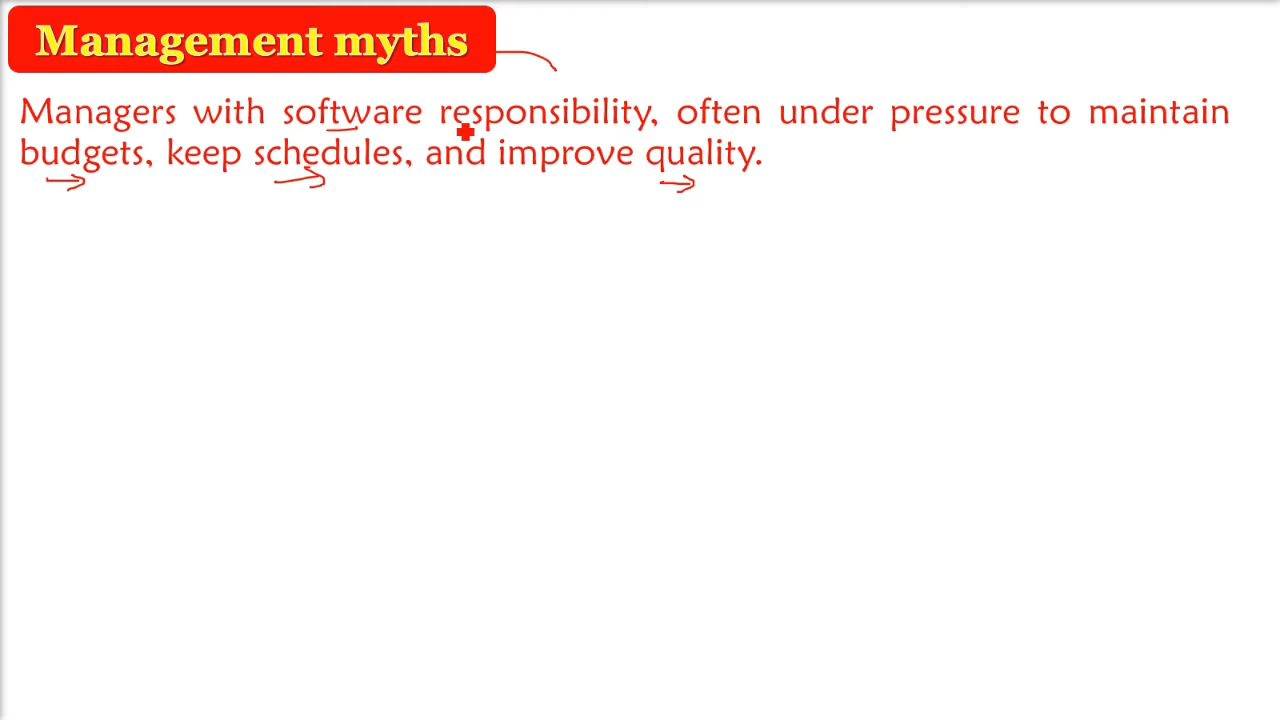 Management myths
Managers with software responsibility, often under pressure to maintain
budgets, keep schedules, and improve quality.